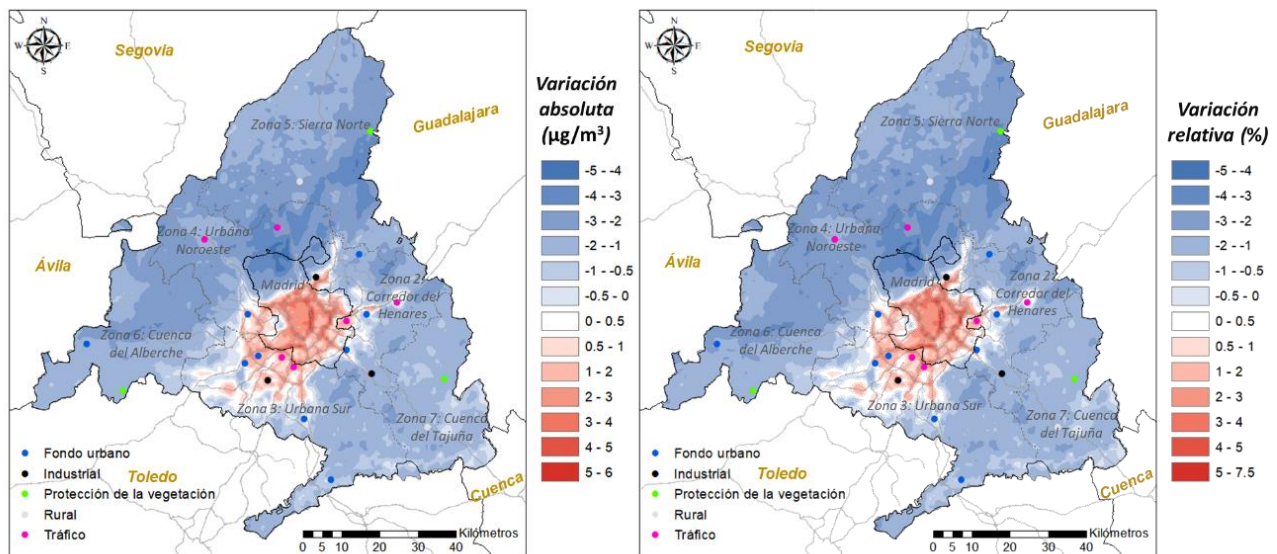 N
W E
S
Segovia
Guadalajara
Ávila
Toledo
Cuenca
Zona 5: Sierra Norte
Zona 4: Urbana
Noroeste
Madrid
Zona 2:
Corredor del
Henares
Zona 6: Cuenca
del Alberche
Zona 3: Urbana Sur
Zona 7: Cuenca
del Tajuña
Fondo urbano
Industrial
Protección de la vegetación
Rural
Tráfico
Kilómetros
0 5 10 20 30 40
Variación
absoluta
(µg/m³)
-5 - -4
-4 - -3
-3 - -2
-2 - -1
-1 - -0.5
-0.5 - 0
0 - 0.5
0.5 - 1
1 - 2
2 - 3
3 - 4
4 - 5
5 - 6
N
W E
S
Segovia
Guadalajara
Ávila
Toledo
Cuenca
Zona 5: Sierra Norte
Zona 4: Urbana
Noroeste
Madrid
Zona 2:
Corredor del
Henares
Zona 6: Cuenca
del Alberche
Zona 3: Urbana Sur
Zona 7: Cuenca
del Tajuña
Fondo urbano
Industrial
Protección de la vegetación
Rural
Tráfico
Kilómetros
0 5 10 20 30 40
Variación
relativa (%)
-5 - -4
-4 - -3
-3 - -2
-2 - -1
-1 - -0.5
-0.5 - 0
0 - 0.5
0.5 - 1
1 - 2
2 - 3
3 - 4
4 - 5
5 - 7.5